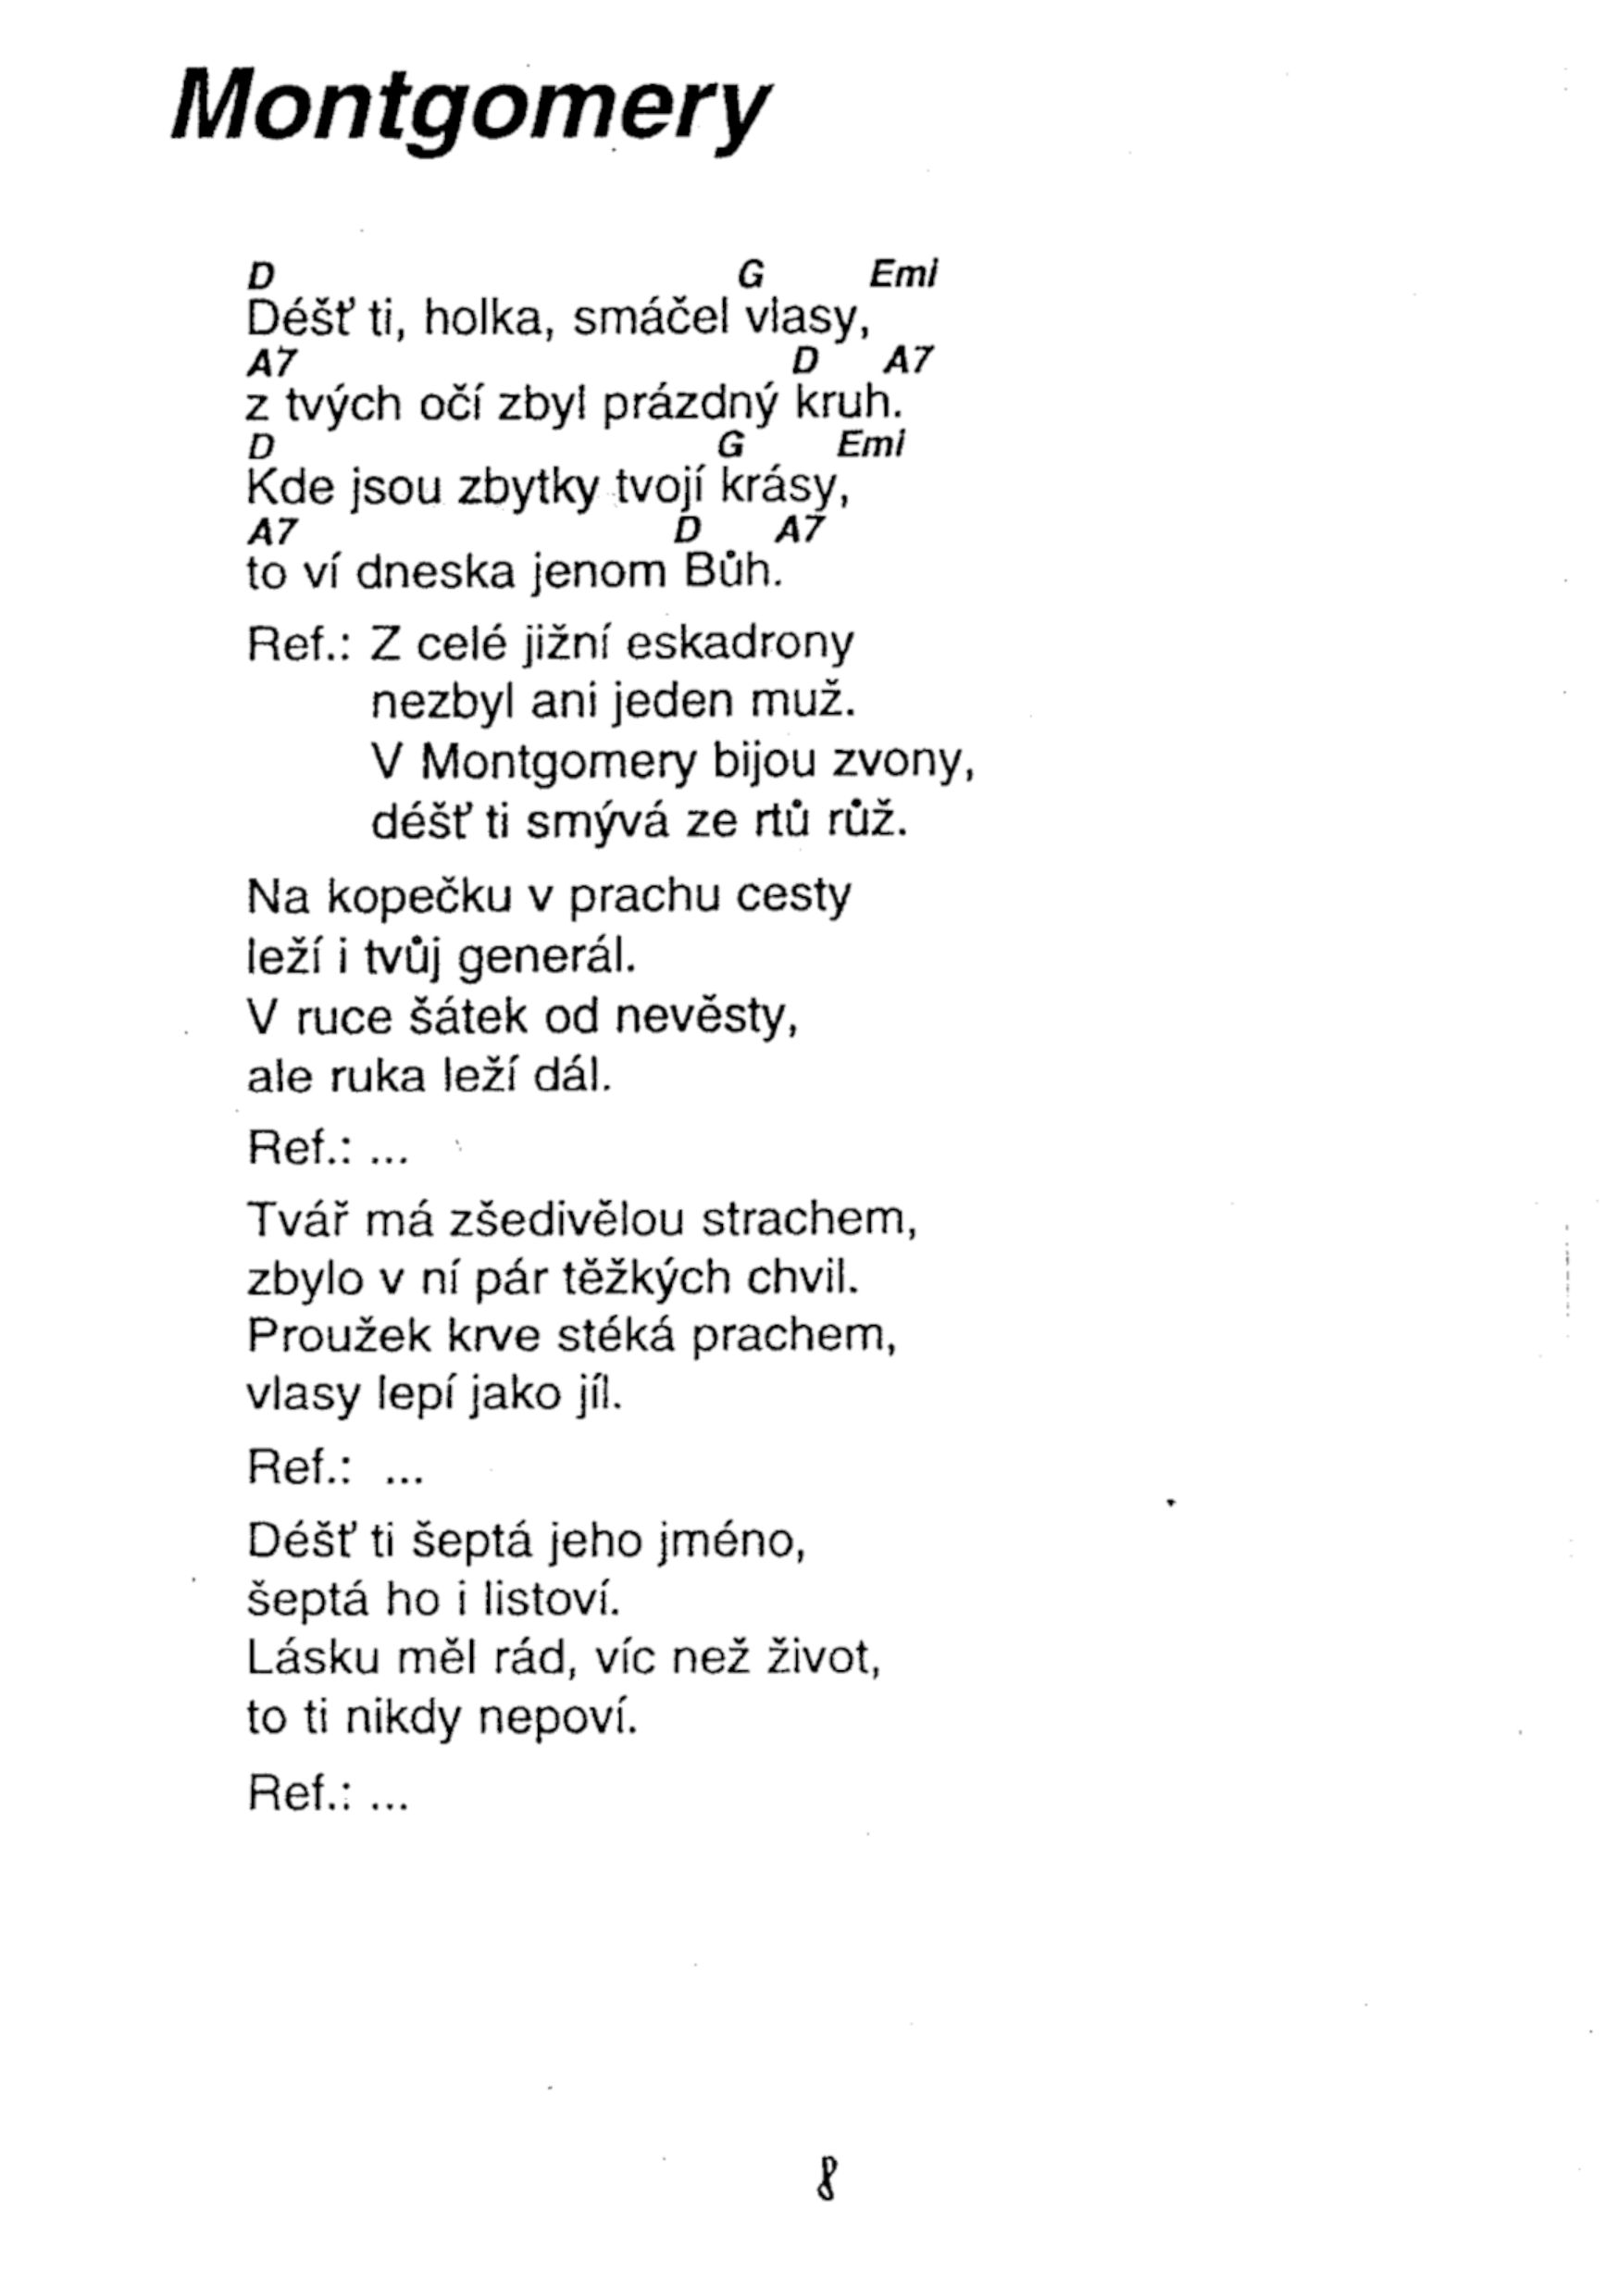 Montgomery
D G Emi
Déšť ti, holka, smáčel vlasy,
A7 D A7
z tvých očí zbyl prázdný kruh.
D G Emi
Kde jsou zbytky tvojí krásy,
A7 D A7
to ví dneska jenom Bůh.
Ref.: Z celé jižní eskadrony
nezbyl ani jeden muž.
V Montgomery bijou zvony,
déšť ti smývá ze rtů růž.
Na kopečku v prachu cesty
leží i tvůj generál.
V ruce šátek od nevěsty,
ale ruka leží dál.
Ref.: ...
Tvář má zšedivělou strachem,
zbylo v ní pár těžkých chvil.
Proužek krve stéká prachem,
vlasy lepí jako jíl.
Ref.: ...
Déšť ti šeptá jeho jméno,
šeptá ho i listoví.
Lásku měl rád, víc než život,
to ti nikdy nepoví.
Ref.: ...
8